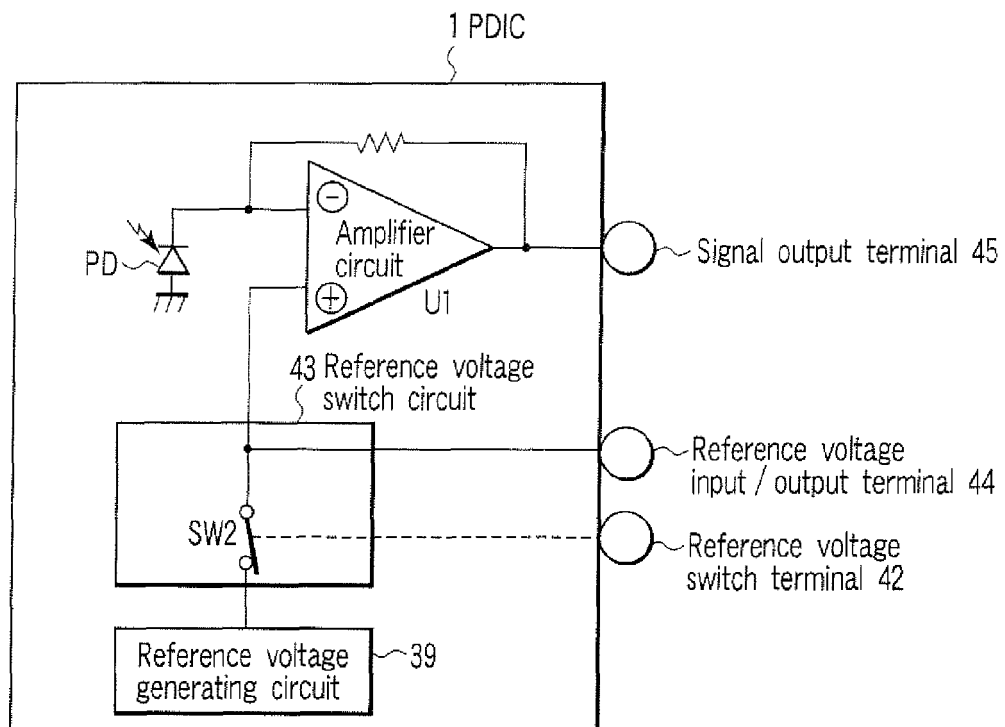 1 PDIC
Amplifier
circuit
U1
PD
Signal output terminal 45
43 Reference voltage
switch circuit
Reference voltage
input / output terminal 44
SW2
Reference voltage
switch terminal 42
Reference voltage
generating circuit
39